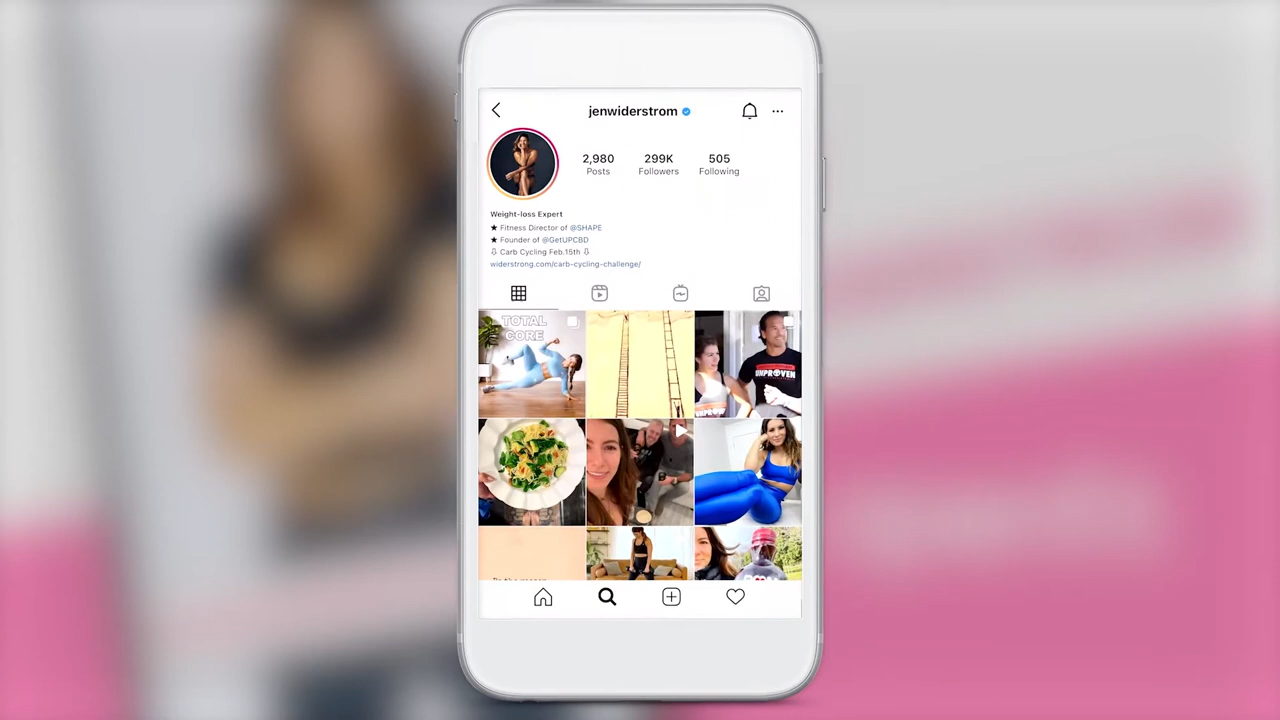 jenwiderstrom
2,980 299K 505
Posts Followers Following
Weight-loss Expert
★ Fitness Director of @SHAPE
★ Founder of @GetUPCBD
⇩ Carb Cycling Feb.15th ⇩
widerstrong.com/carb-cycling-challenge/
TOTAL
CORE
UNPROVEN